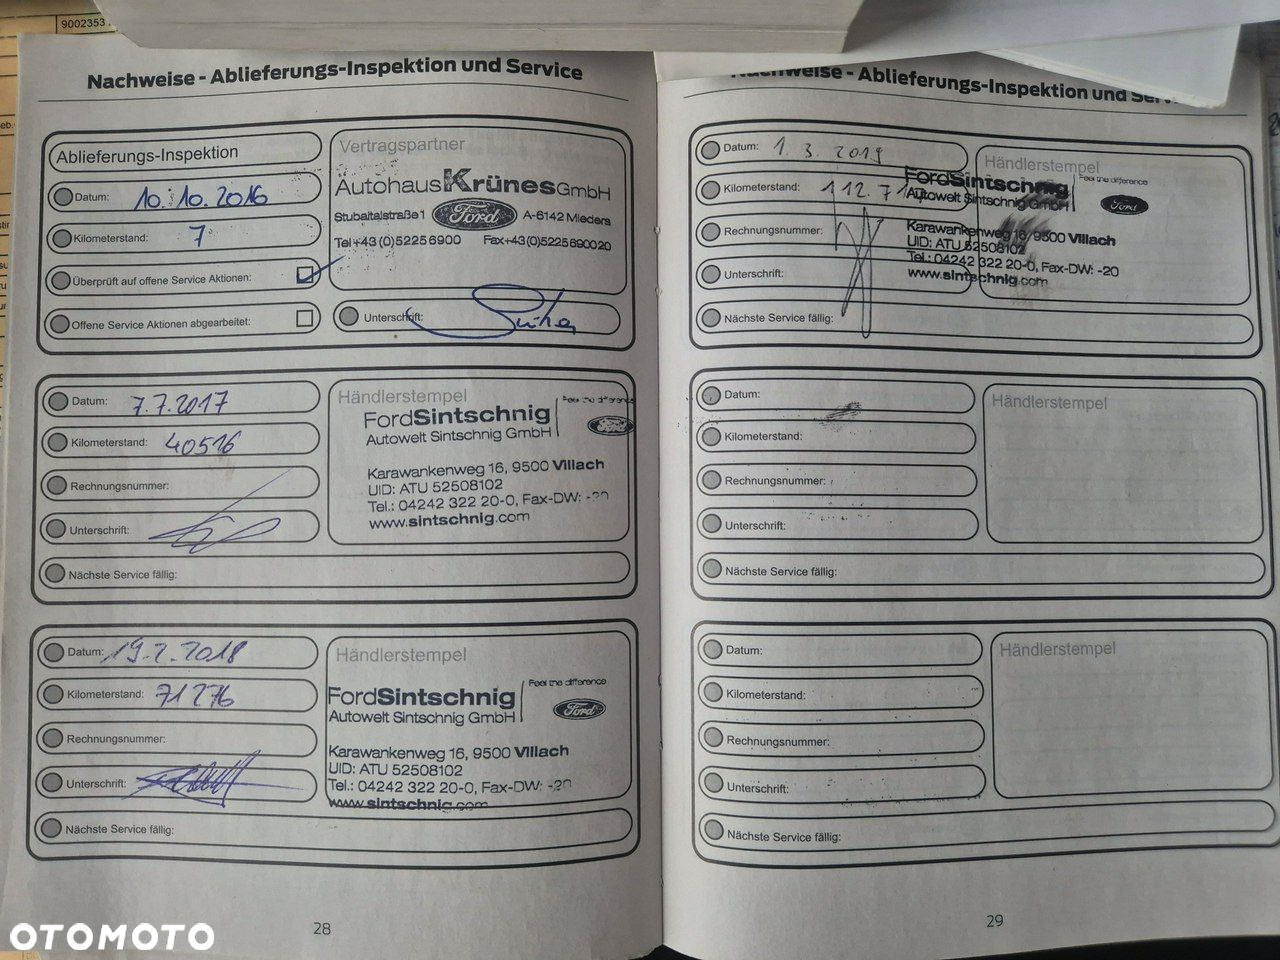 9002353
Nachweise - Ablieferungs-Inspektion und Service
Ablieferungs-Inspektion
Datum: 10.10.2016
Kilometerstand: 7
Überprüft auf offene Service Aktionen:
Offene Service Aktionen abgearbeitet:
Vertragspartner
Autohaus Krünes GmbH
Stubaitalstraße 1 Ford A-6142 Mieders
Tel+43(0)5225 6900 Fax+43(0)5225690020
Unterschrift:
Datum: 7.7.2017
Kilometerstand: 40516
Rechnungsnummer:
Unterschrift:
Nächste Service fällig:
Händlerstempel
FordSintschnig Feel the difference
Autowelt Sintschnig GmbH Ford
Karawankenweg 16, 9500 Villach
UID: ATU 52508102
Tel.: 04242 322 20-0, Fax-DW: -20
www.sintschnig.com
Datum: 19.2.2018
Kilometerstand: 71276
Rechnungsnummer:
Unterschrift:
Nächste Service fällig:
Händlerstempel
FordSintschnig Feel the difference
Autowelt Sintschnig GmbH Ford
Karawankenweg 16, 9500 Villach
UID: ATU 52508102
Tel.: 04242 322 20-0, Fax-DW: -20
www.sintschnig.com
28
Nachweise - Ablieferungs-Inspektion und
Datum: 1.3.2019
Kilometerstand:
Rechnungsnummer:
Unterschrift:
Nächste Service fällig:
Händlerstempel
FordSintschnig Feel the difference
Autowelt Sintschnig GmbH Ford
Karawankenweg 16, 9500 Villach
UID: ATU 52508102
Tel.: 04242 322 20-0, Fax-DW: -20
www.sintschnig.com
Datum:
Kilometerstand:
Rechnungsnummer:
Unterschrift:
Nächste Service fällig:
Händlerstempel
Datum:
Kilometerstand:
Rechnungsnummer:
Unterschrift:
Nächste Service fällig:
Händlerstempel
29
OTOMOTO